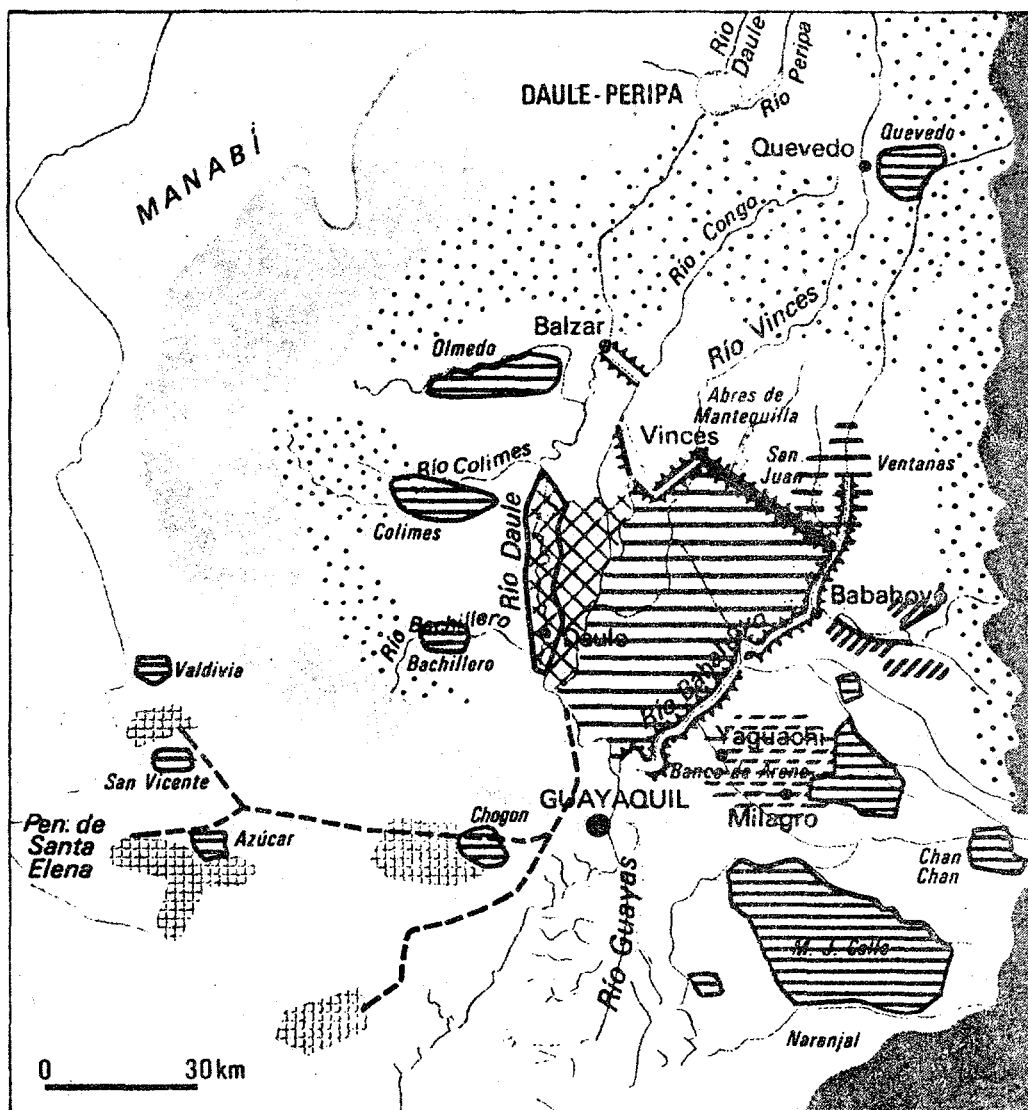 Río
Daule
Río Peripa
DAULE-PERIPA
MANABÍ
Quevedo
Quevedo
Río Congo
Río Vinces
Balzar
Olmedo
Abras de
Mantequilla
Vinces
San
Juan
Ventanas
Río Colimes
Colimes
Río Daule
Babahoyo
Río Bachillero
Bachillero
Daule
Valdivia
Río Babahoyo
Yaguachi
San Vicente
Banco de Arena
GUAYAQUIL
Milagro
Pen. de
Santa
Elena
Azúcar
Chogon
Chan
Chan
Río Guayas
M. J. Calle
Naranjal
0 30 km